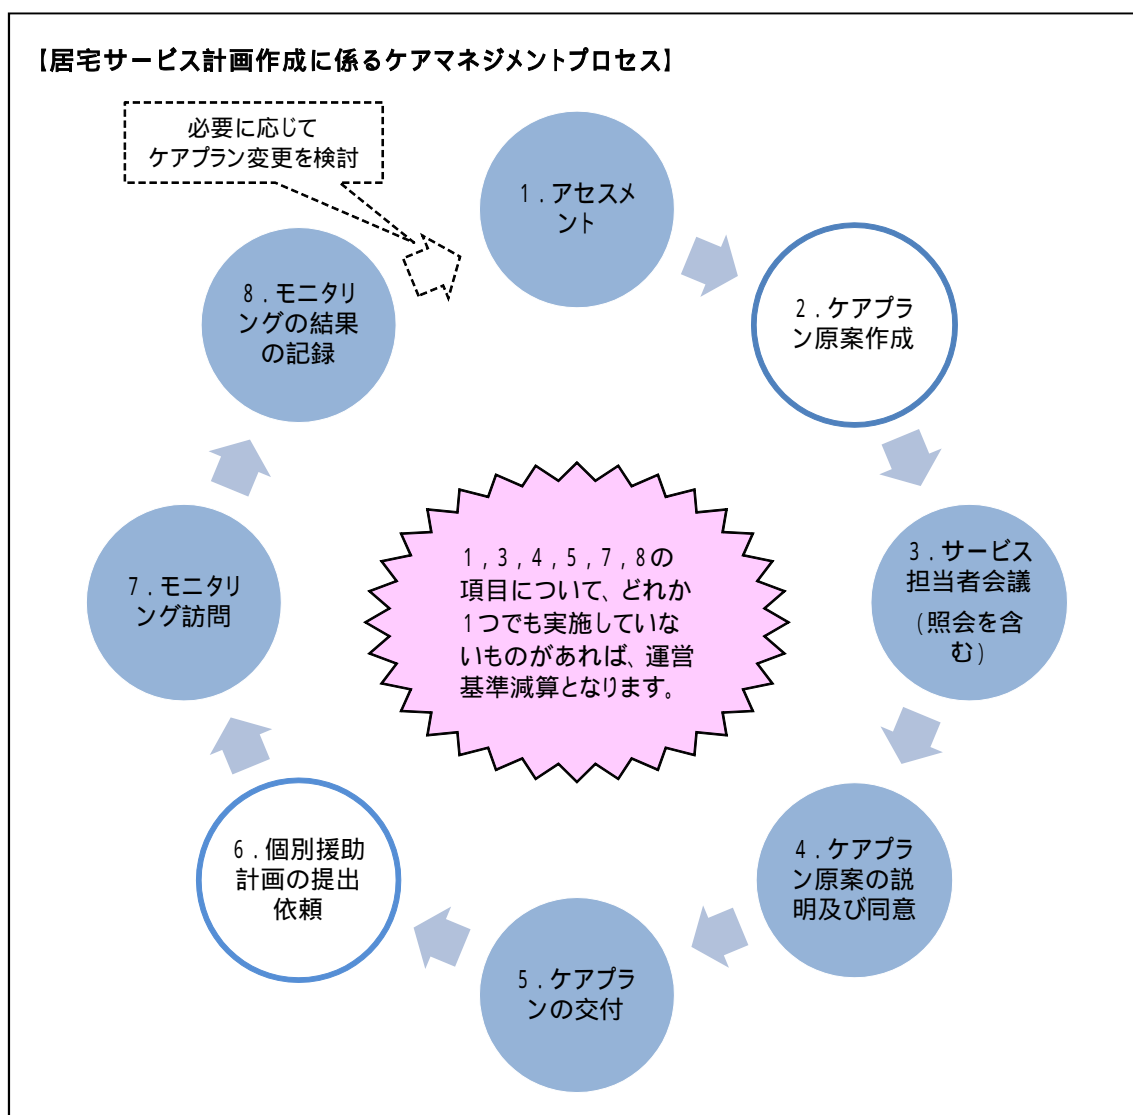 【居宅サービス計画作成に係るケアマネジメントプロセス】
必要に応じて
ケアプラン変更を検討
1．アセスメ
ント
2．ケアプラ
ン原案作成
3．サービス
担当者会議
（照会を含
む）
4．ケアプラ
ン原案の説
明及び同意
5．ケアプラ
ンの交付
6．個別援助
計画の提出
依頼
7．モニタリ
ング訪問
8．モニタリ
ングの結果
の記録
1，3，4，5，7，8の
項目について、どれか
1つでも実施していな
いものがあれば、運営
基準減算となります。